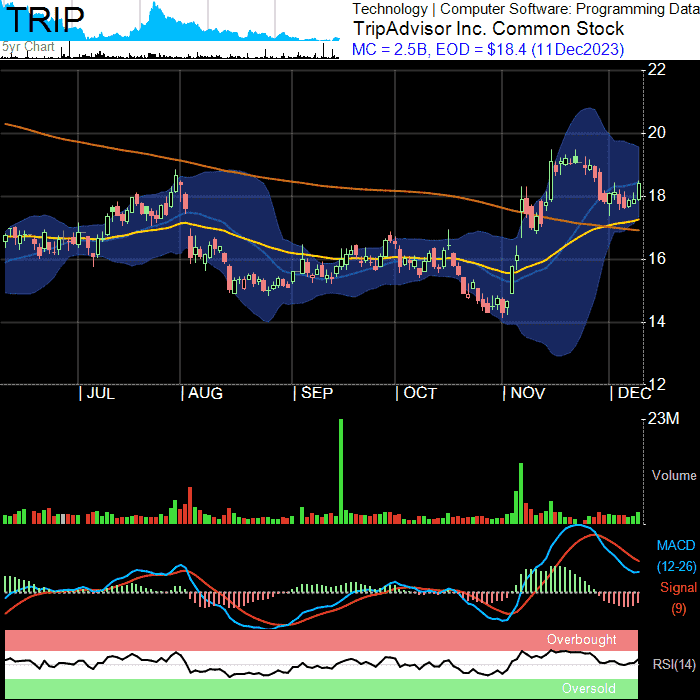 TRIP
5yr Chart
Technology | Computer Software: Programming Data
TripAdvisor Inc. Common Stock
MC = 2.5B, EOD = $18.4 (11Dec2023)
22
20
18
16
14
12
JUL AUG SEP OCT NOV DEC
23M
Volume
MACD
(12-26)
Signal
(9)
Overbought
RSI(14)
Oversold